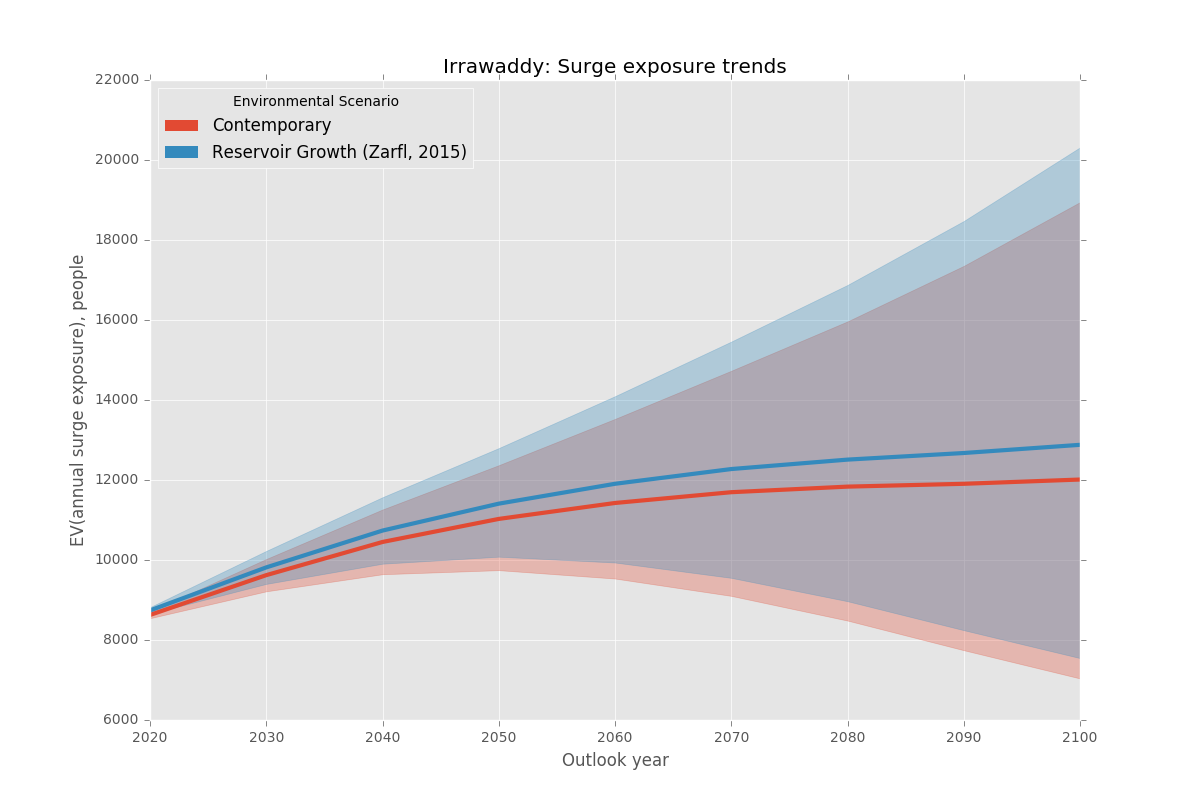 Irrawaddy: Surge exposure trends
Environmental Scenario
Contemporary
Reservoir Growth (Zarfl, 2015)
EV(annual surge exposure), people
22000
20000
18000
16000
14000
12000
10000
8000
6000
2020 2030 2040 2050 2060 2070 2080 2090 2100
Outlook year